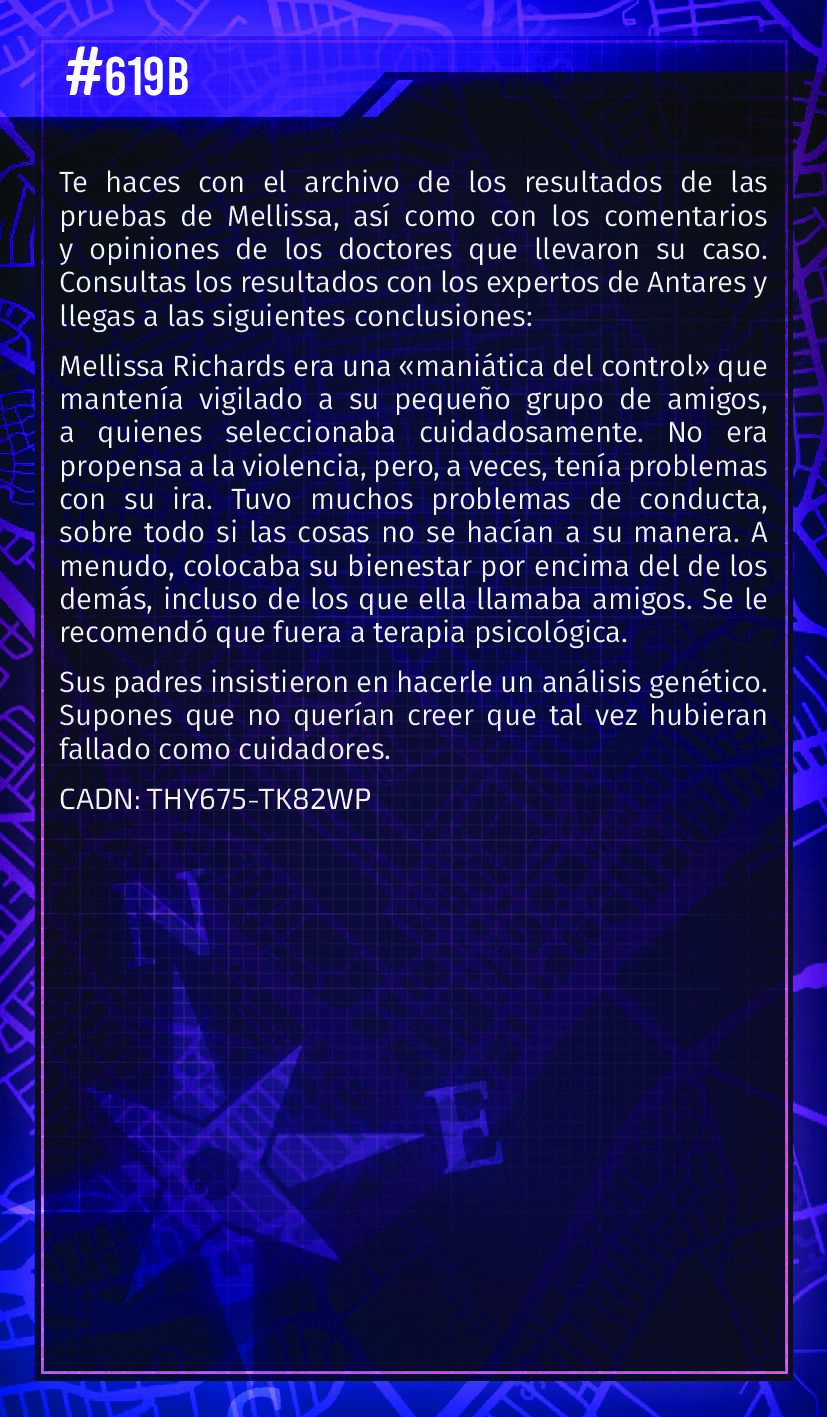 #619B
Te haces con el archivo de los resultados de las
pruebas de Mellissa, así como con los comentarios
y opiniones de los doctores que llevaron su caso.
Consultas los resultados con los expertos de Antares y
llegas a las siguientes conclusiones:
Mellissa Richards era una «maniática del control» que
mantenía vigilado a su pequeño grupo de amigos,
a quienes seleccionaba cuidadosamente. No era
propensa a la violencia, pero, a veces, tenía problemas
con su ira. Tuvo muchos problemas de conducta,
sobre todo si las cosas no se hacían a su manera. A
menudo, colocaba su bienestar por encima del de los
demás, incluso de los que ella llamaba amigos. Se le
recomendó que fuera a terapia psicológica.
Sus padres insistieron en hacerle un análisis genético.
Supones que no querían creer que tal vez hubieran
fallado como cuidadores.
CADN: THY675-TK82WP
N
E